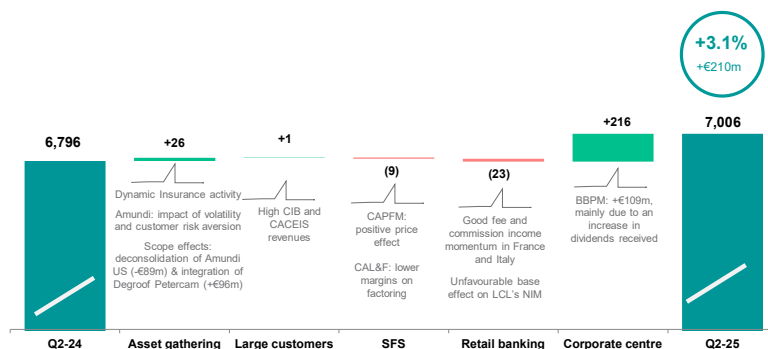 +3.1%
+€210m
6,796
+26
+1
(9)
(23)
+216
7,006
Dynamic Insurance activity
Amundi: impact of volatility
and customer risk aversion
Scope effects:
deconsolidation of Amundi
US (-€89m) & integration of
Degroof Petercam (+€96m)
High CIB and
CACEIS
revenues
CAPFM:
positive price
effect
CAL&F: lower
margins on
factoring
Good fee and
commission income
momentum in France
and Italy
Unfavourable base
effect on LCL's NIM
BBPM: +€109m,
mainly due to an
increase in
dividends received
Q2-24
Asset gathering
Large customers
SFS
Retail banking
Corporate centre
Q2-25